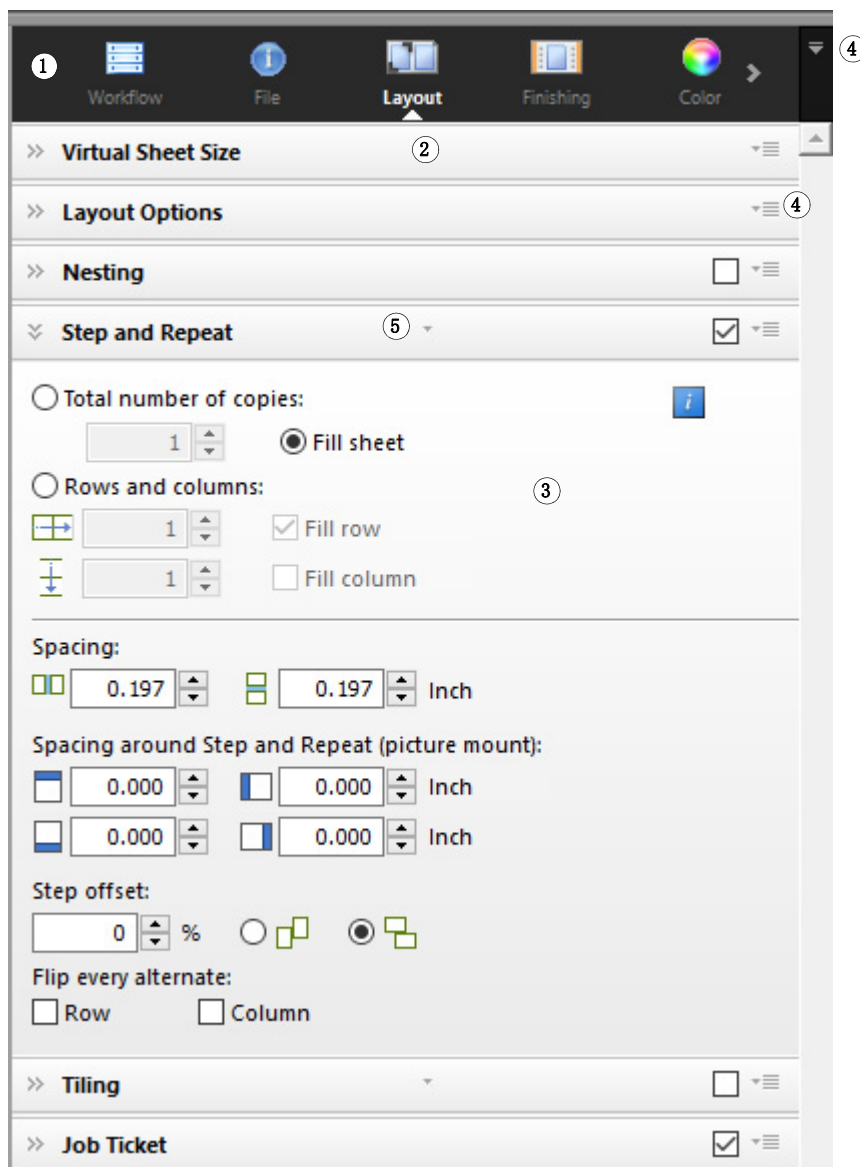 ① Workflow File Layout Finishing Color ④
Virtual Sheet Size ②
Layout Options ④
Nesting
Step and Repeat ⑤
Total number of copies: i
1 Fill sheet
Rows and columns: ③
1 Fill row
1 Fill column
Spacing:
0.197 0.197 Inch
Spacing around Step and Repeat (picture mount):
0.000 0.000 Inch
0.000 0.000 Inch
Step offset:
0 %
Flip every alternate:
Row Column
Tiling
Job Ticket